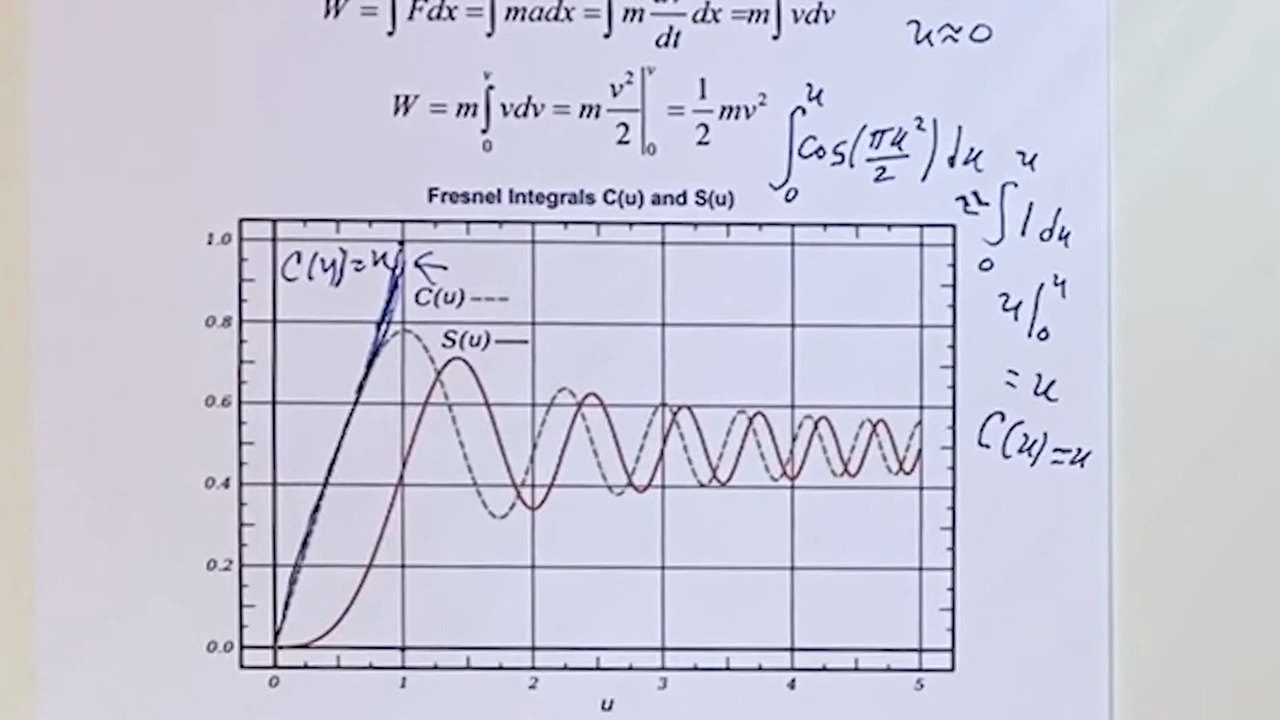 W = ∫ Fdx = ∫ madx = ∫ m dv/dt dx = m ∫ vdv
u≈0
W = m ∫₀ᵛ vdv = m v²/2 |₀ᵛ = 1/2 mv²
∫₀ᵘ cos(πu²/2) du
≈ ∫₀ᵘ 1 du
u|₀ᵘ
= u
C(u)=u
Fresnel Integrals C(u) and S(u)
1.0
C(u)=u ←
C(u) ---
0.8
S(u) —
0.6
0.4
0.2
0.0
0 1 2 3 4 5
u